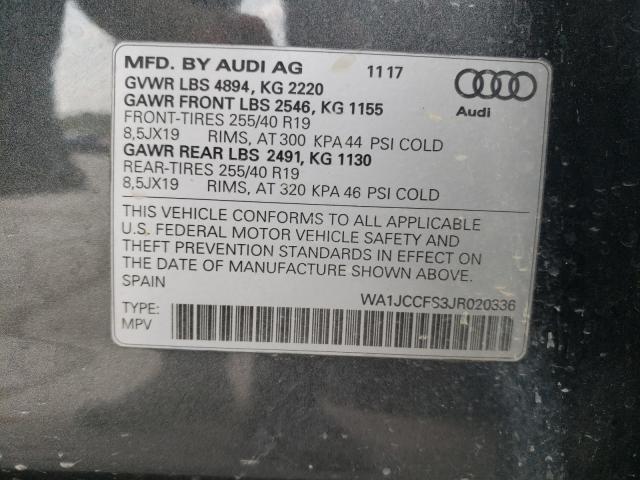 MFD. BY AUDI AG 11 17
GVWR LBS 4894, KG 2220
GAWR FRONT LBS 2546, KG 1155
FRONT-TIRES 255/40 R19
8,5JX19 RIMS, AT 300 KPA 44 PSI COLD
GAWR REAR LBS 2491, KG 1130
REAR-TIRES 255/40 R19
8,5JX19 RIMS, AT 320 KPA 46 PSI COLD
Audi
THIS VEHICLE CONFORMS TO ALL APPLICABLE
U.S. FEDERAL MOTOR VEHICLE SAFETY AND
THEFT PREVENTION STANDARDS IN EFFECT ON
THE DATE OF MANUFACTURE SHOWN ABOVE.
SPAIN
WA1JCCFS3JR020336
TYPE:
MPV